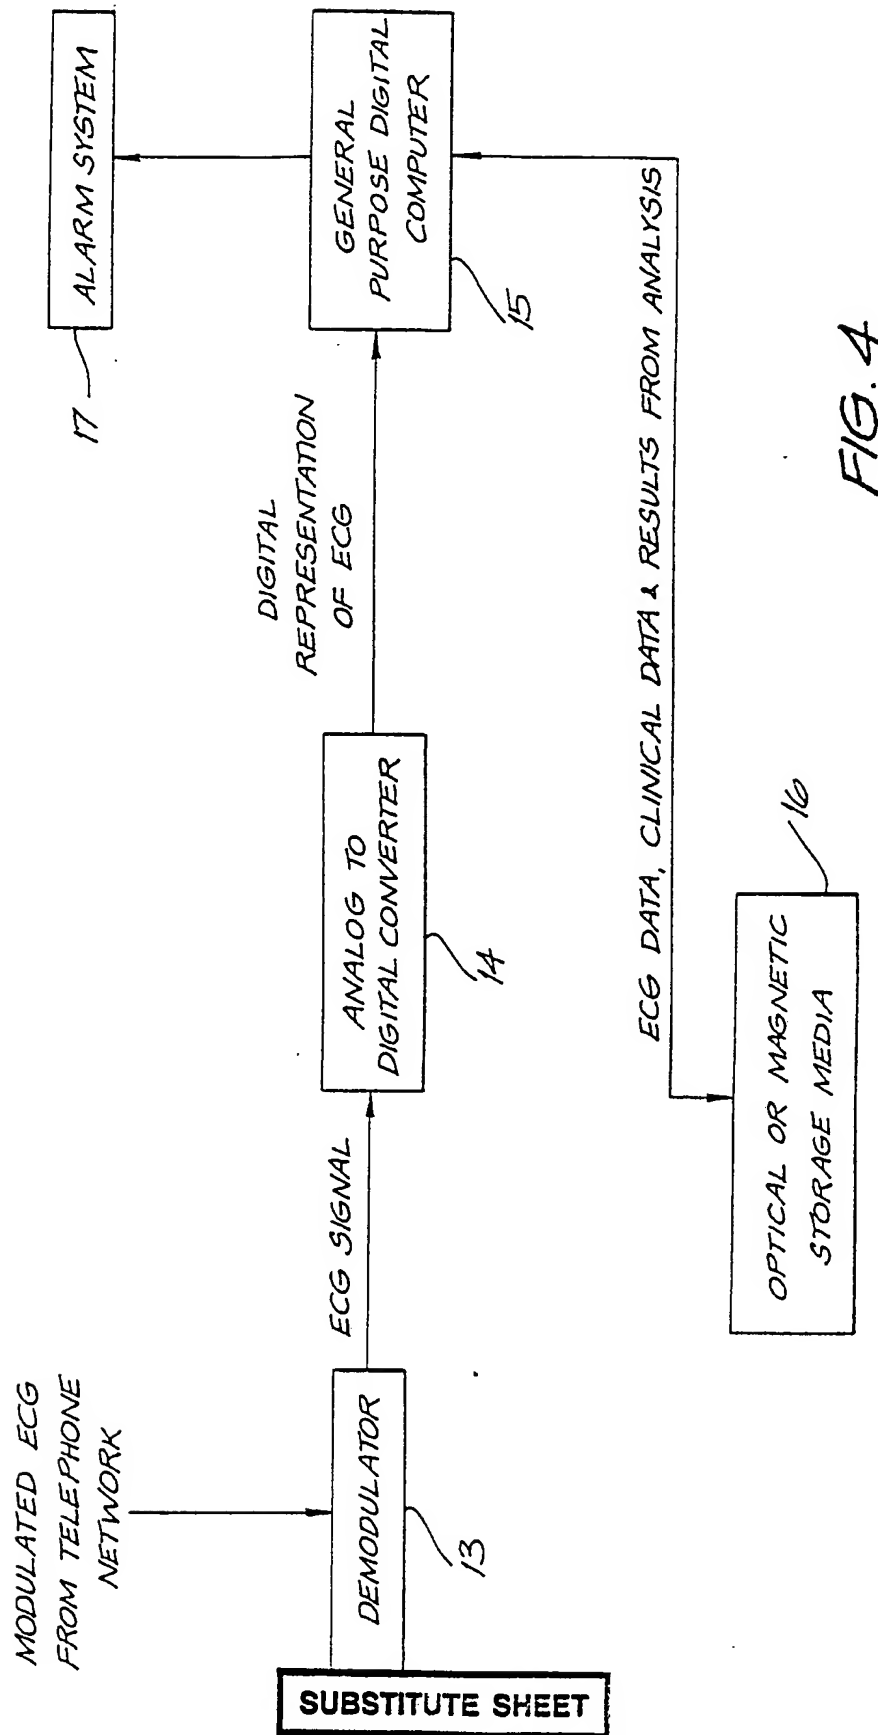 MODULATED ECG
FROM TELEPHONE
NETWORK
DEMODULATOR
13
ECG SIGNAL
ANALOG TO
DIGITAL CONVERTER
14
DIGITAL
REPRESENTATION
OF ECG
GENERAL
PURPOSE DIGITAL
COMPUTER
15
ALARM SYSTEM
17
ECG DATA, CLINICAL DATA & RESULTS FROM ANALYSIS
OPTICAL OR MAGNETIC
STORAGE MEDIA
16
FIG. 4
SUBSTITUTE SHEET